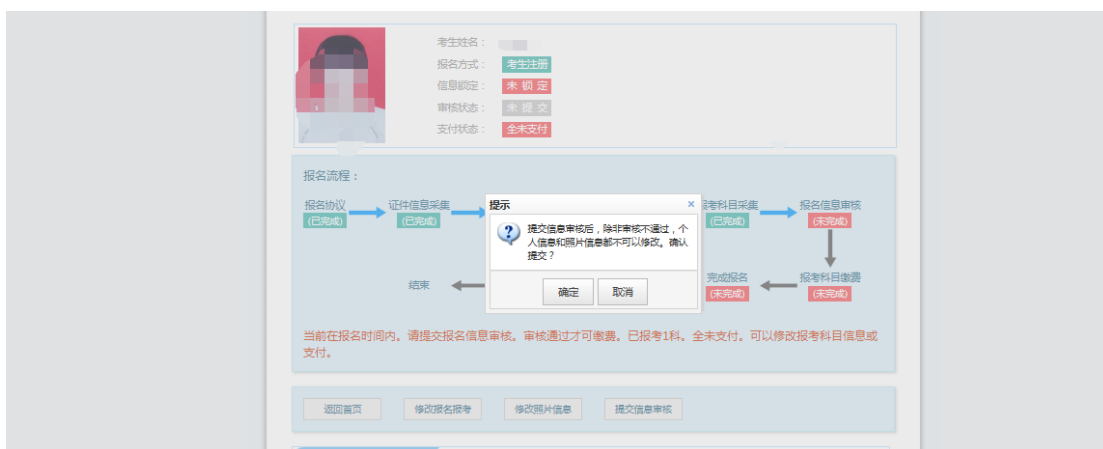 考生姓名：
报名方式： 考生注册
信息锁定： 未 锁 定
审核状态： 未 提 交
支付状态： 全未支付
报名流程：
报名协议 证件信息采集 报考科目采集 报名信息审核
(已完成) (已完成) (已完成) (未完成)
提示 ×
提交信息审核后，除非审核不通过，个
人信息和照片信息都不可以修改。确认
提交？
确定 取消
结束 完成报名 报考科目缴费
(未完成) (未完成)
当前在报名时间内。请提交报名信息审核。审核通过才可缴费。已报考1科。全未支付。可以修改报考科目信息或
支付。
返回首页 修改报名报考 修改照片信息 提交信息审核